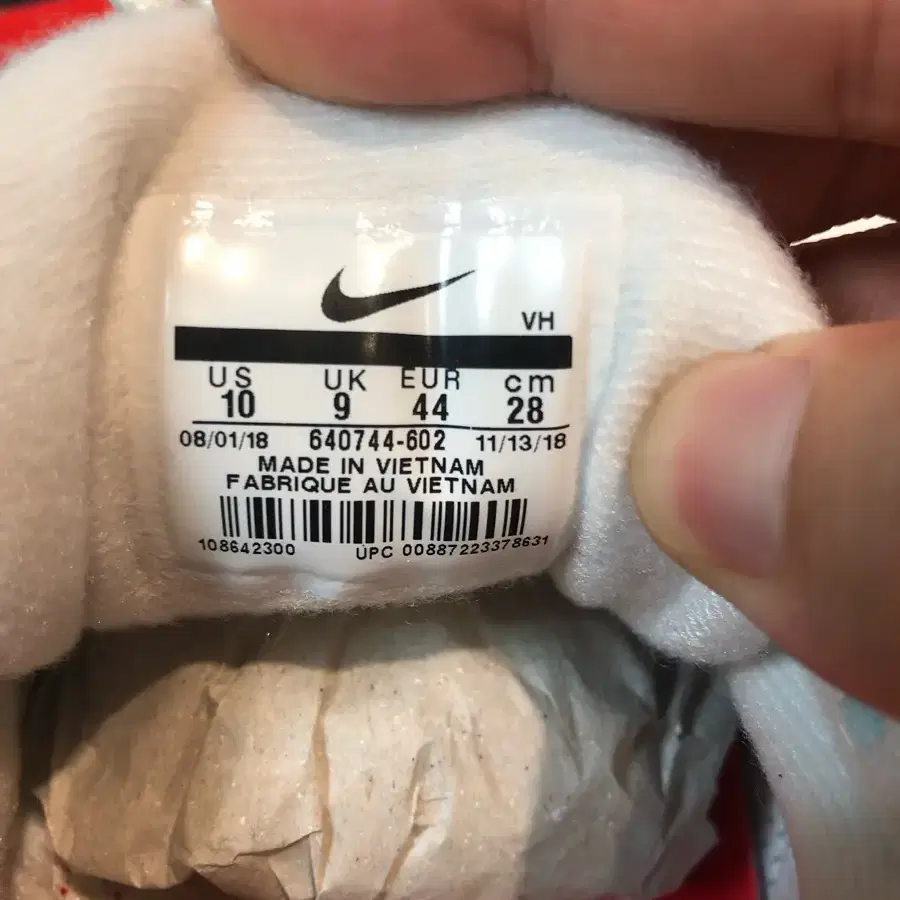 VH
US UK EUR cm
10 9 44 28
08/01/18 640744-602 11/13/18
MADE IN VIETNAM
FABRIQUE AU VIETNAM
108642300 UPC 00887223378631